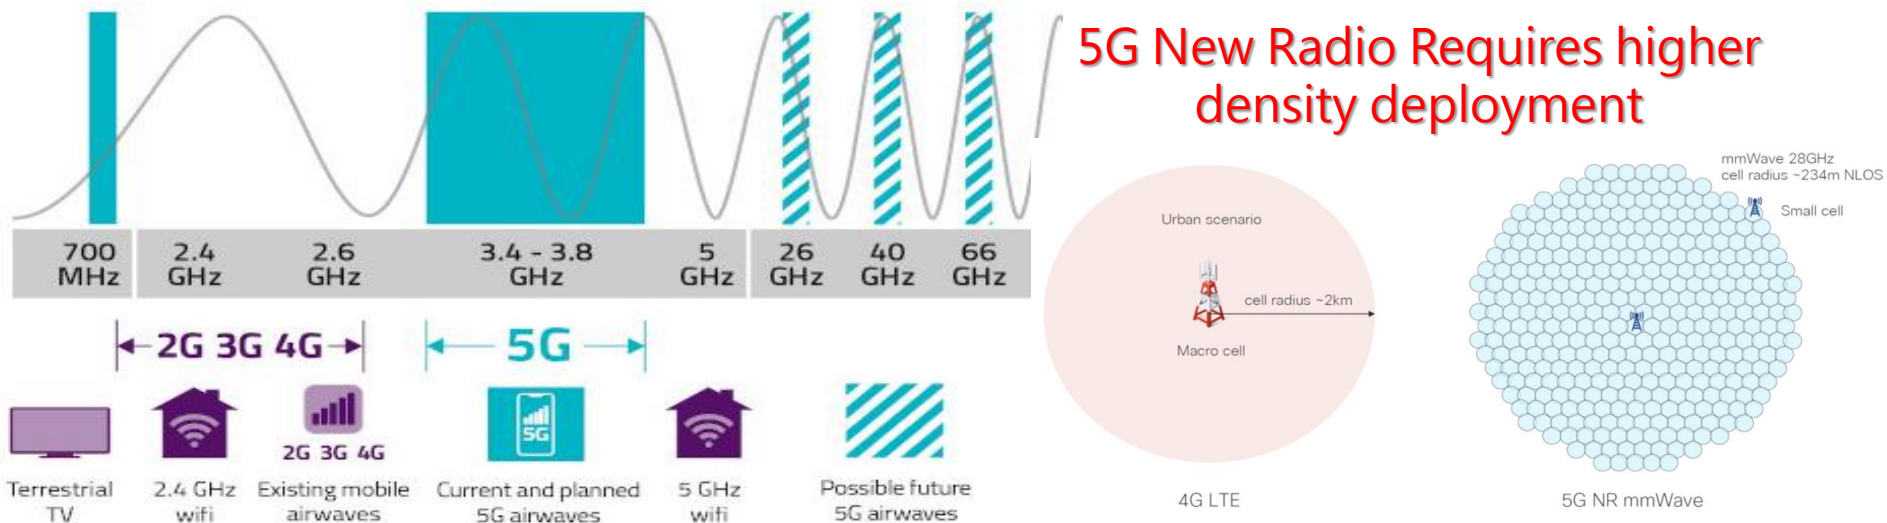 5G New Radio Requires higher
density deployment
700
MHz
2.4
GHz
2.6
GHz
3.4 - 3.8
GHz
5
GHz
26
GHz
40
GHz
66
GHz
2G 3G 4G
5G
5G
2G 3G 4G
Terrestrial
TV
2.4 GHz
wifi
Existing mobile
airwaves
Current and planned
5G airwaves
5 GHz
wifi
Possible future
5G airwaves
Urban scenario
cell radius ~2km
Macro cell
4G LTE
mmWave 28GHz
cell radius ~234m NLOS
Small cell
5G NR mmWave